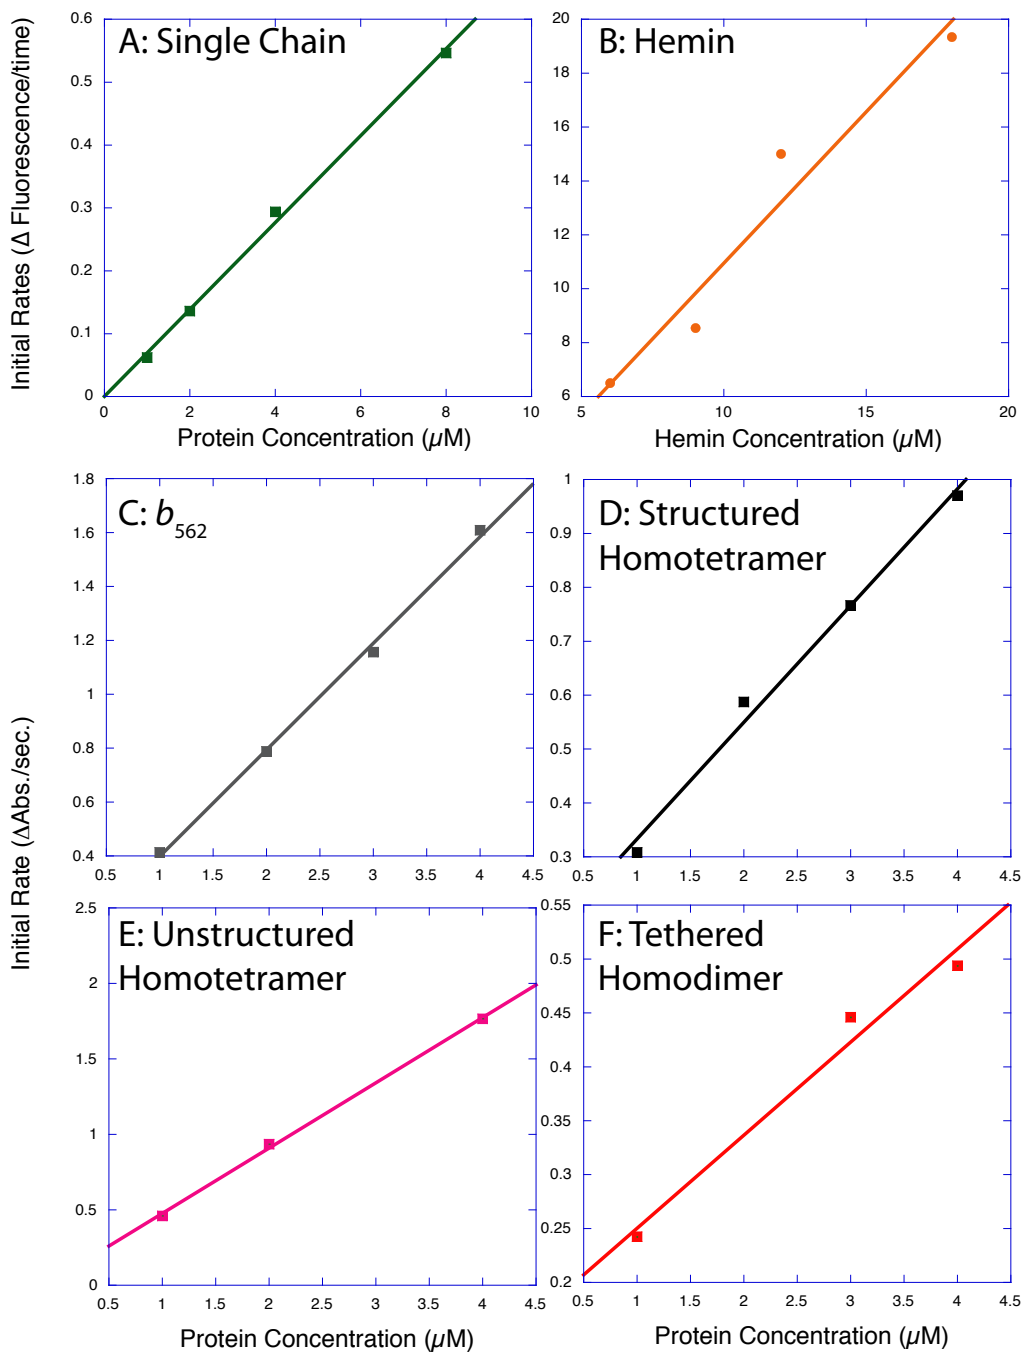 A: Single Chain
Initial Rates (Δ Fluorescence/time)
0.6
0.5
0.4
0.3
0.2
0.1
0
0 2 4 6 8 10
Protein Concentration (µM)
B: Hemin
20
18
16
14
12
10
8
6
5 10 15 20
Hemin Concentration (µM)
Initial Rate (ΔAbs./sec.)
C: b562
1.8
1.6
1.4
1.2
1
0.8
0.6
0.4
0.5 1 1.5 2 2.5 3 3.5 4 4.5
D: Structured
Homotetramer
1
0.9
0.8
0.7
0.6
0.5
0.4
0.3
0.5 1 1.5 2 2.5 3 3.5 4 4.5
E: Unstructured
Homotetramer
2.5
2
1.5
1
0.5
0
0.5 1 1.5 2 2.5 3 3.5 4 4.5
Protein Concentration (µM)
F: Tethered
Homodimer
0.55
0.5
0.45
0.4
0.35
0.3
0.25
0.2
0.5 1 1.5 2 2.5 3 3.5 4 4.5
Protein Concentration (µM)